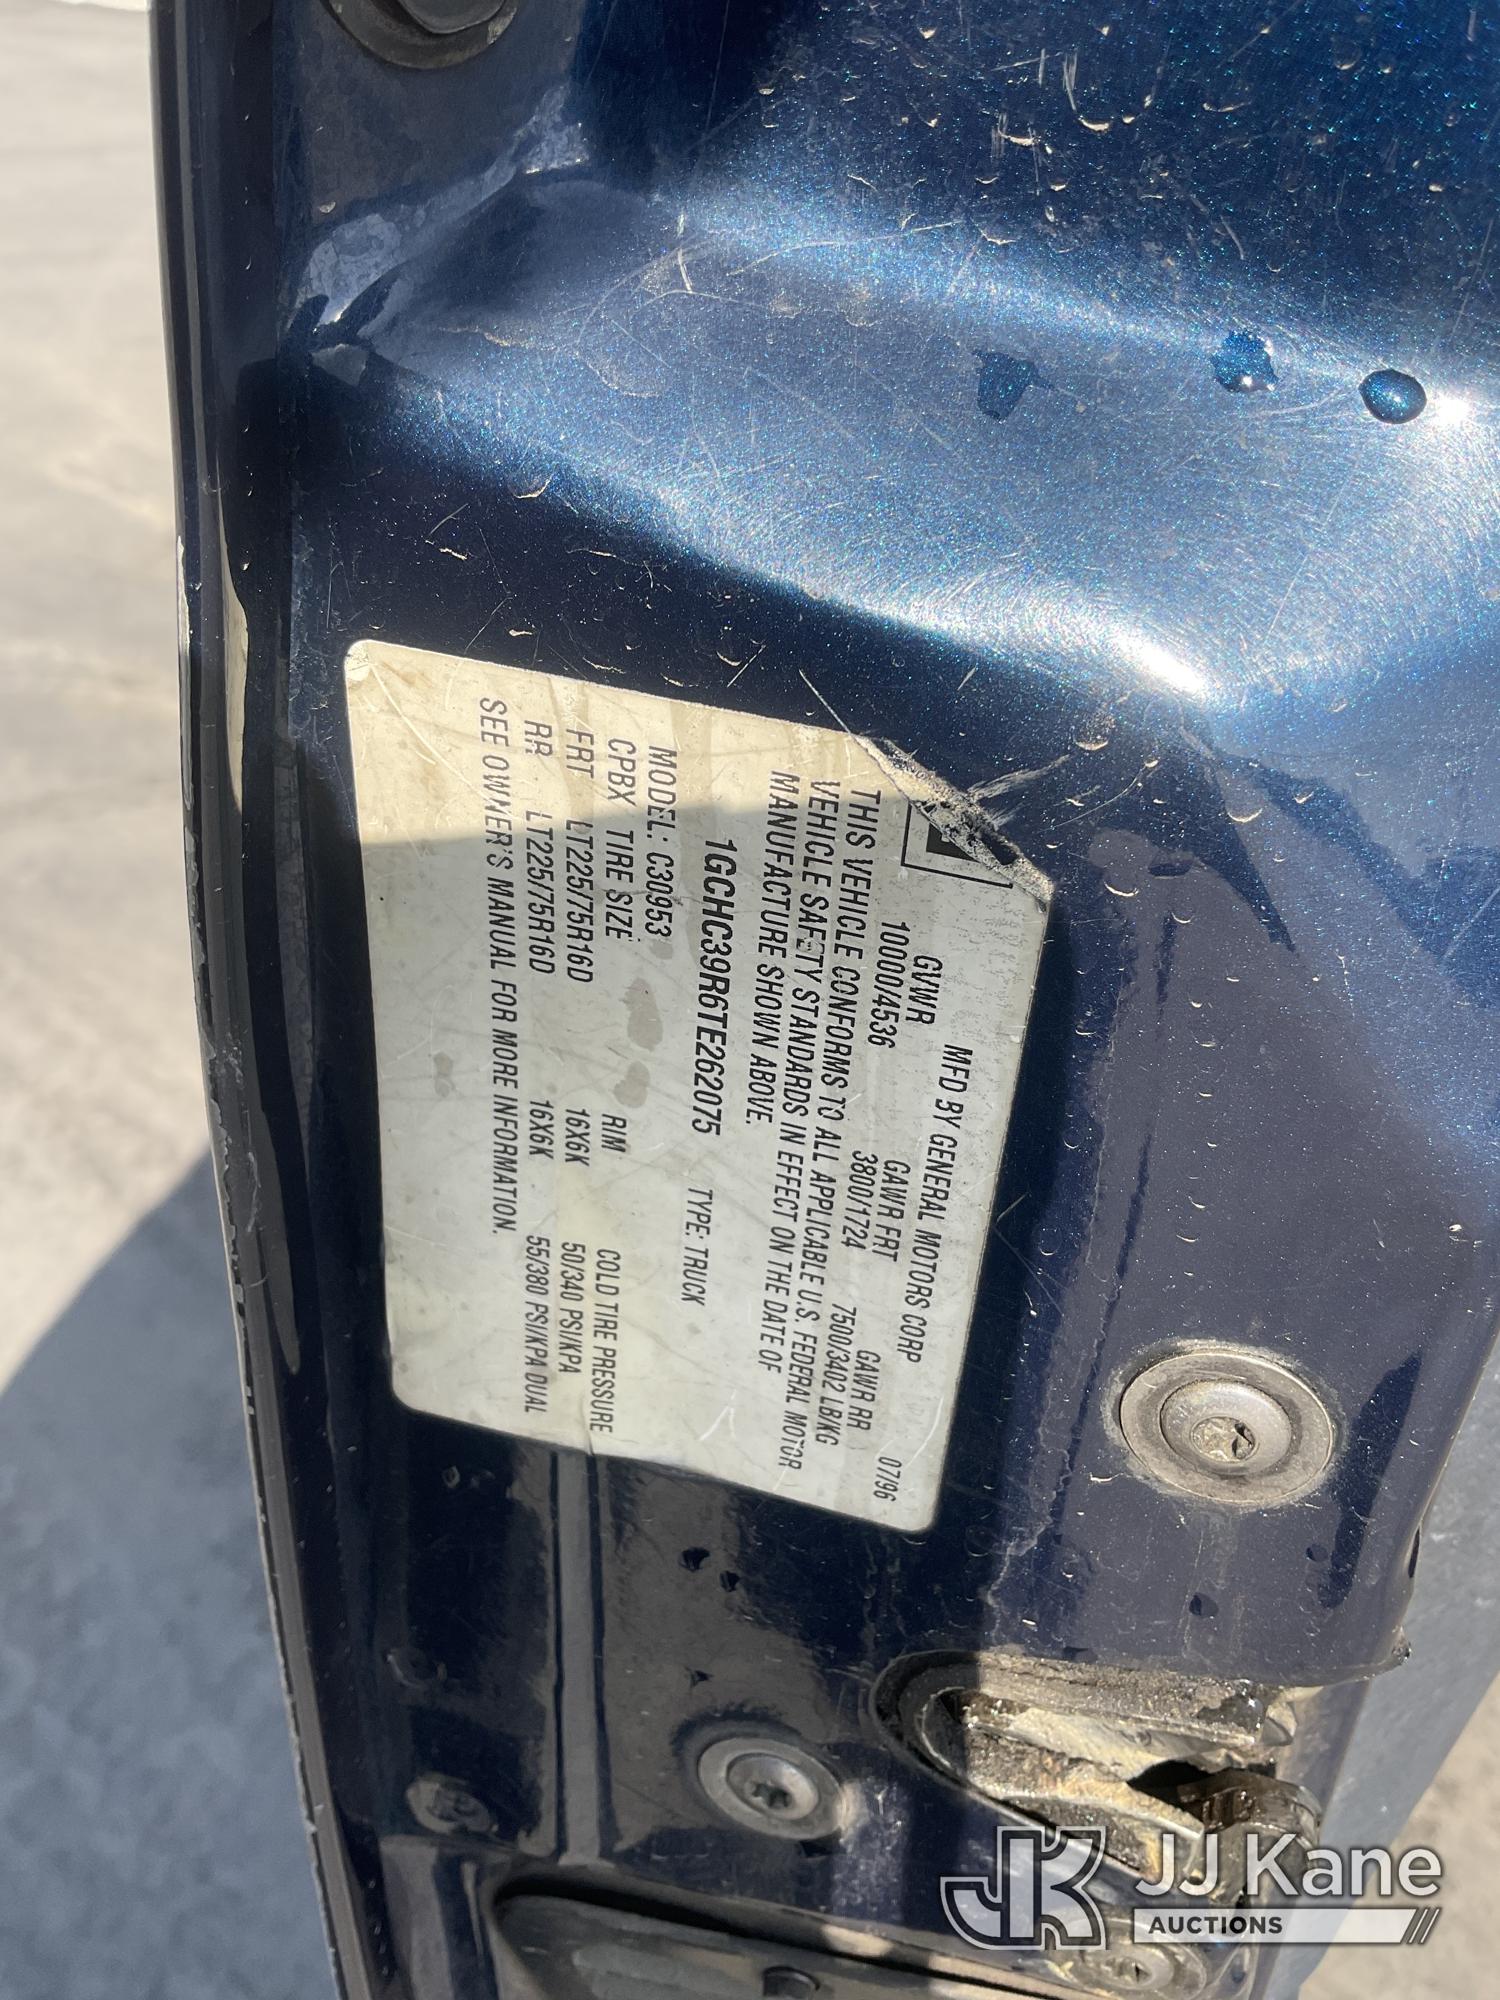 MFD BY GENERAL MOTORS CORP 07/96
GVWR GAWR FRT GAWR RR
10000/4536 3800/1724 7500/3402 LB/KG
THIS VEHICLE CONFORMS TO ALL APPLICABLE U.S. FEDERAL MOTOR
VEHICLE SAFETY STANDARDS IN EFFECT ON THE DATE OF
MANUFACTURE SHOWN ABOVE.
1GCHC39R6TE262075 TYPE: TRUCK
MODEL: C30953
CPBX TIRE SIZE RIM COLD TIRE PRESSURE
FRT LT225/75R16D 16X6K 50/340 PSI/KPA
RR LT225/75R16D 16X6K 55/380 PSI/KPA DUAL
SEE OWNER'S MANUAL FOR MORE INFORMATION.
JK JJ Kane
AUCTIONS